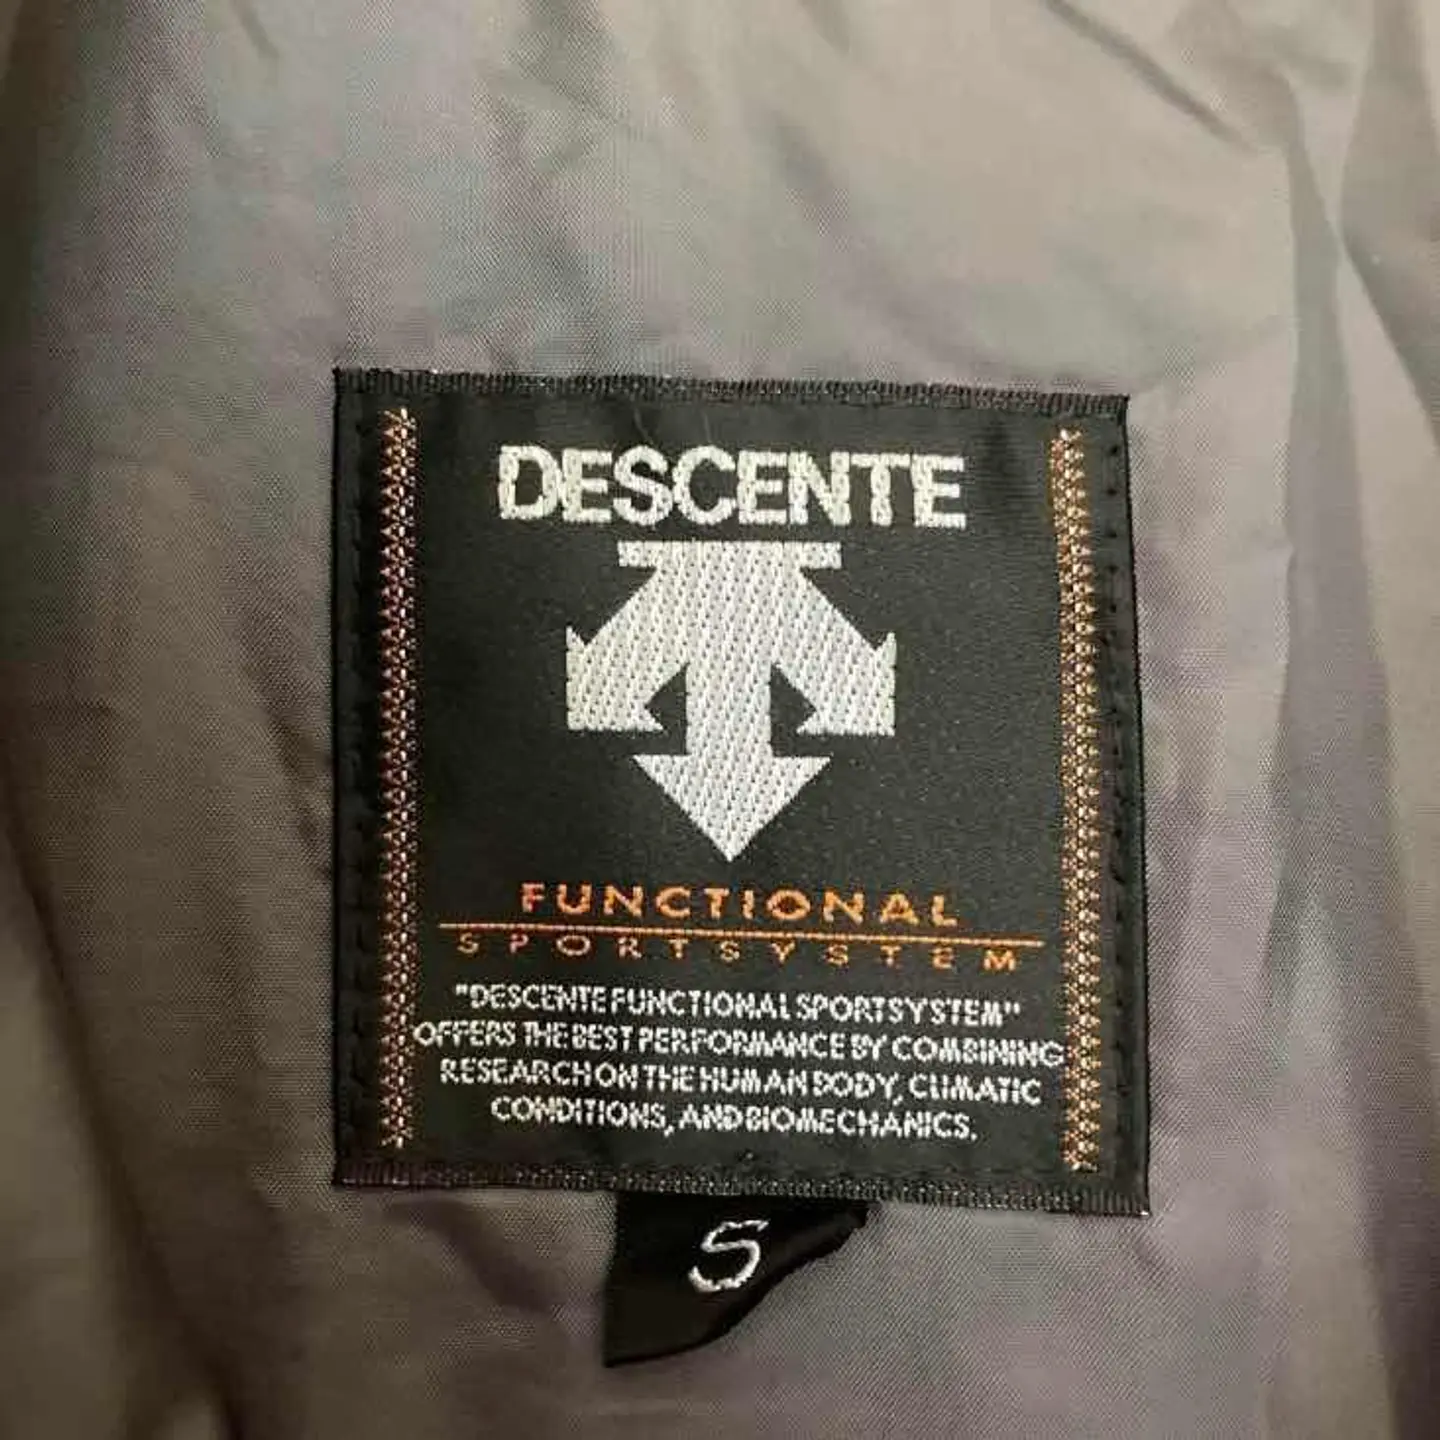 DESCENTE
FUNCTIONAL
SPORTSYSTEM
"DESCENTE FUNCTIONAL SPORTSYSTEM"
OFFERS THE BEST PERFORMANCE BY COMBINING
RESEARCH ON THE HUMAN BODY, CLIMATIC
CONDITIONS, AND BIOMECHANICS.
S